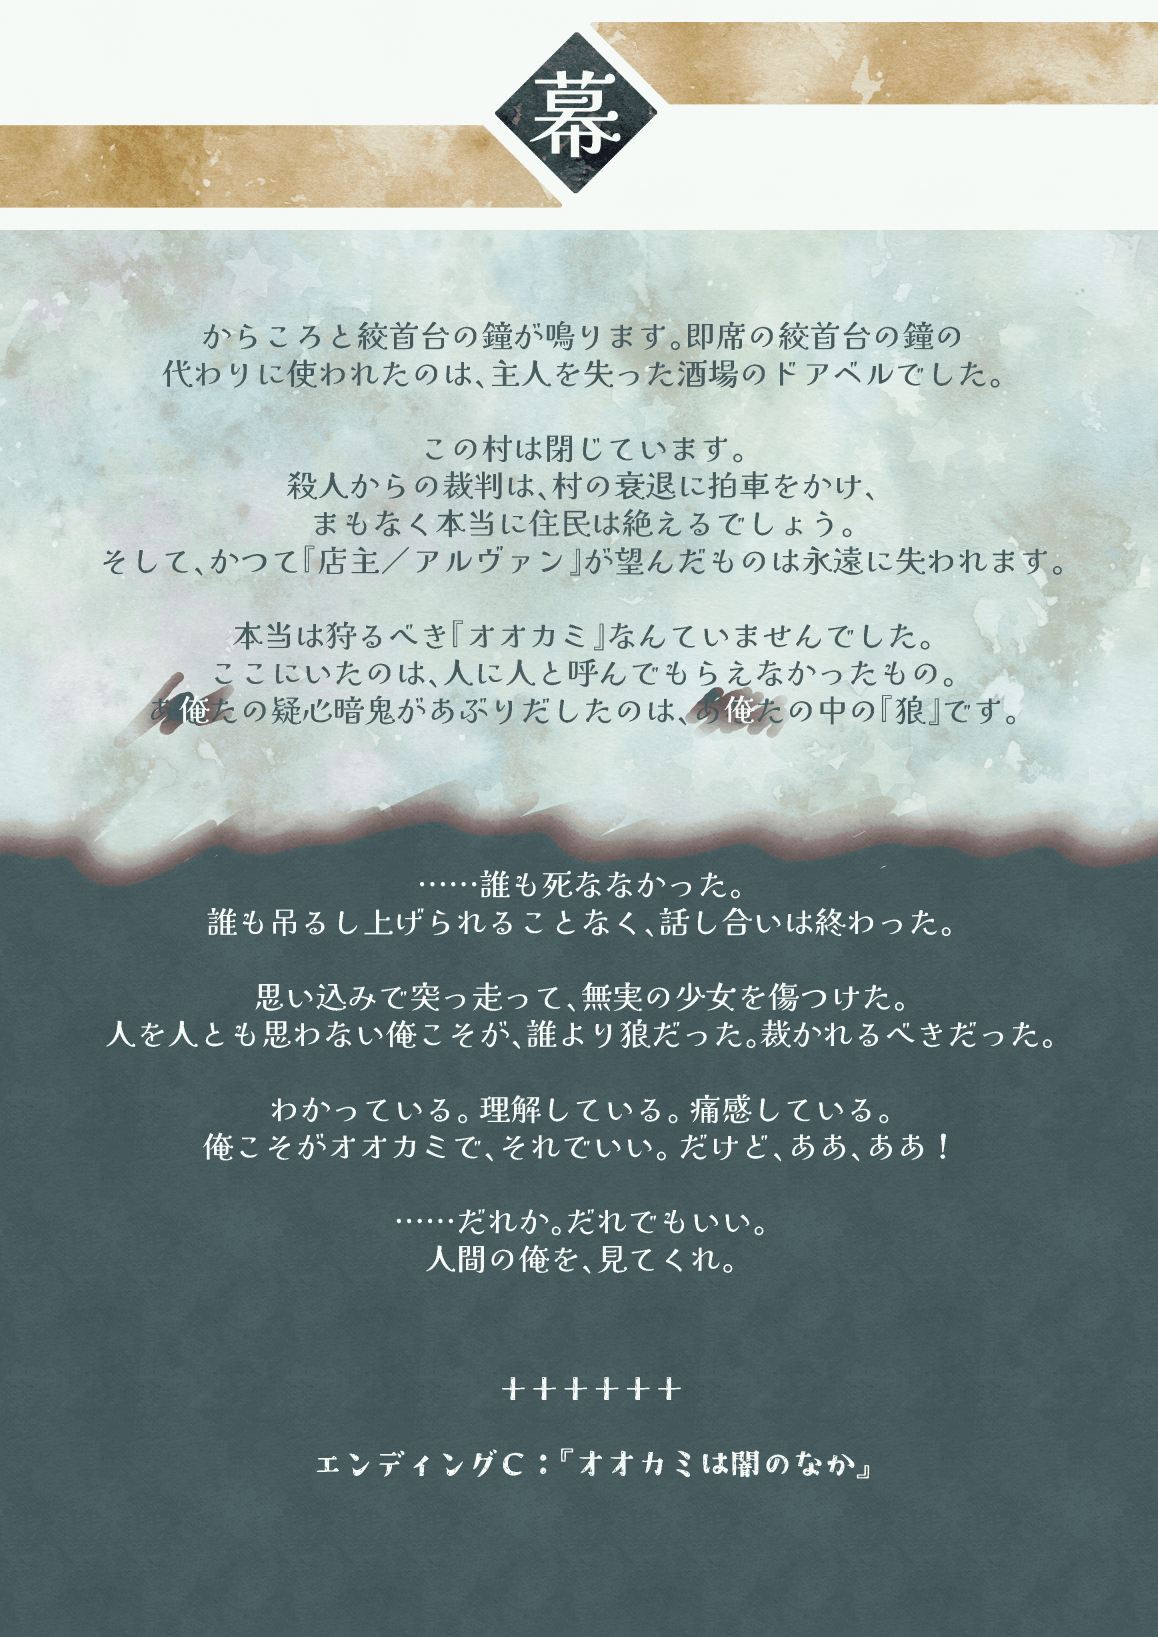 幕
からころと絞首台の鐘が鳴ります。即席の絞首台の鐘の
代わりに使われたのは、主人を失った酒場のドアベルでした。
この村は閉じています。
殺人からの裁判は、村の衰退に拍車をかけ、
まもなく本当に住民は絶えるでしょう。
そして、かつて『店主／アルヴァン』が望んだものは永遠に失われます。
本当は狩るべき『オオカミ』なんていませんでした。
ここにいたのは、人に人と呼んでもらえなかったもの。
あ俺たの疑心暗鬼があぶりだしたのは、あ俺たの中の『狼』です。
……誰も死ななかった。
誰も吊るし上げられることなく、話し合いは終わった。
思い込みで突っ走って、無実の少女を傷つけた。
人を人とも思わない俺こそが、誰より狼だった。裁かれるべきだった。
わかっている。理解している。痛感している。
俺こそがオオカミで、それでいい。だけど、ああ、ああ！
……だれか。だれでもいい。
人間の俺を、見てくれ。
++++++
エンディングC：『オオカミは闇のなか』